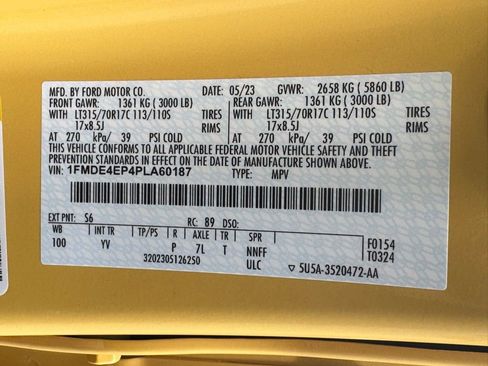 MFD. BY FORD MOTOR CO. DATE: 05/23 GVWR: 2658 KG ( 5860 LB)
FRONT GAWR: 1361 KG ( 3000 LB) REAR GAWR: 1361 KG ( 3000 LB)
WITH LT315/70R17C 113/110S TIRES WITH LT315/70R17C 113/110S TIRES
17x8.5J RIMS 17x8.5J RIMS
AT 270 kPa/ 39 PSI COLD AT 270 kPa/ 39 PSI COLD
THIS VEHICLE CONFORMS TO ALL APPLICABLE FEDERAL MOTOR VEHICLE SAFETY AND THEFT PREVENTION
STANDARDS IN EFFECT ON THE DATE OF MANUFACTURE SHOWN ABOVE.
VIN: 1FMDE4EP4PLA60187 TYPE: MPV
EXT PNT: S6 RC: 89 DSO:
WB INT TR TP/PS R AXLE TR SPR
100 YV P 7L T NNFF F0154
3202305126250 ULC T0324
5U5A-3520472-AA